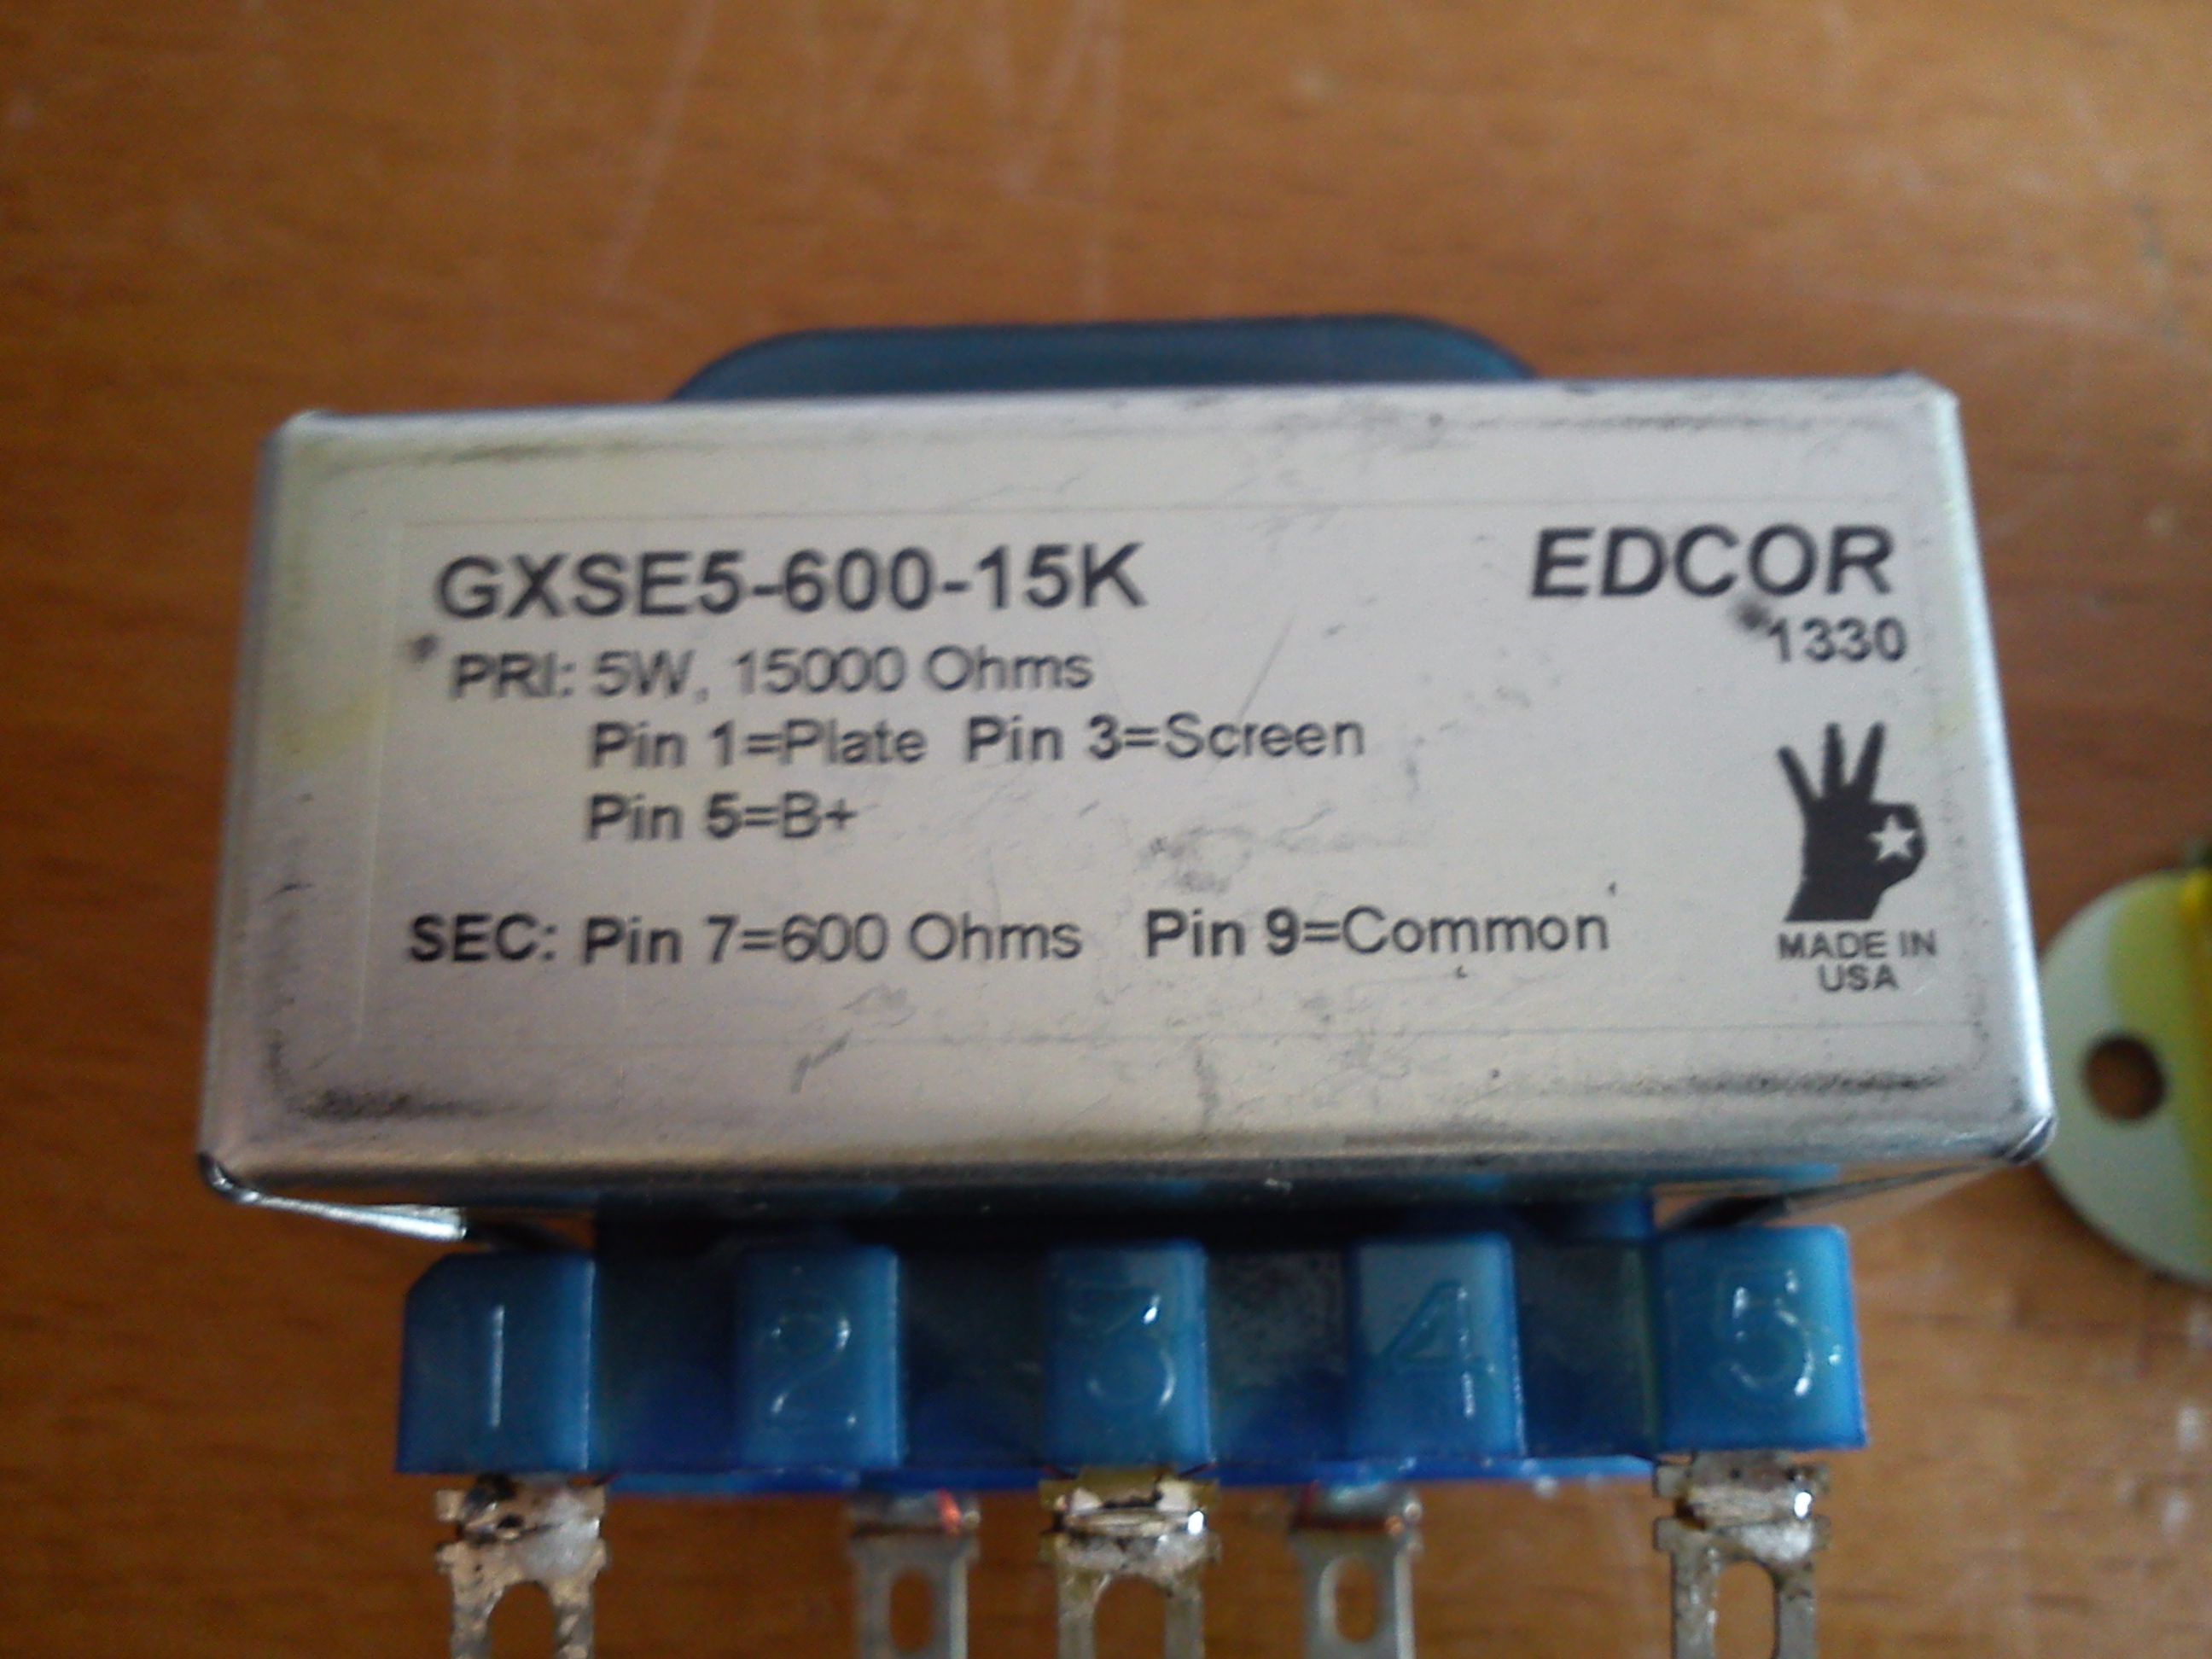 GXSE5-600-15K
EDCOR
1330
PRI: 5W, 15000 Ohms
Pin 1=Plate Pin 3=Screen
Pin 5=B+
SEC: Pin 7=600 Ohms Pin 9=Common
MADE IN
USA
1 2 3 4 5